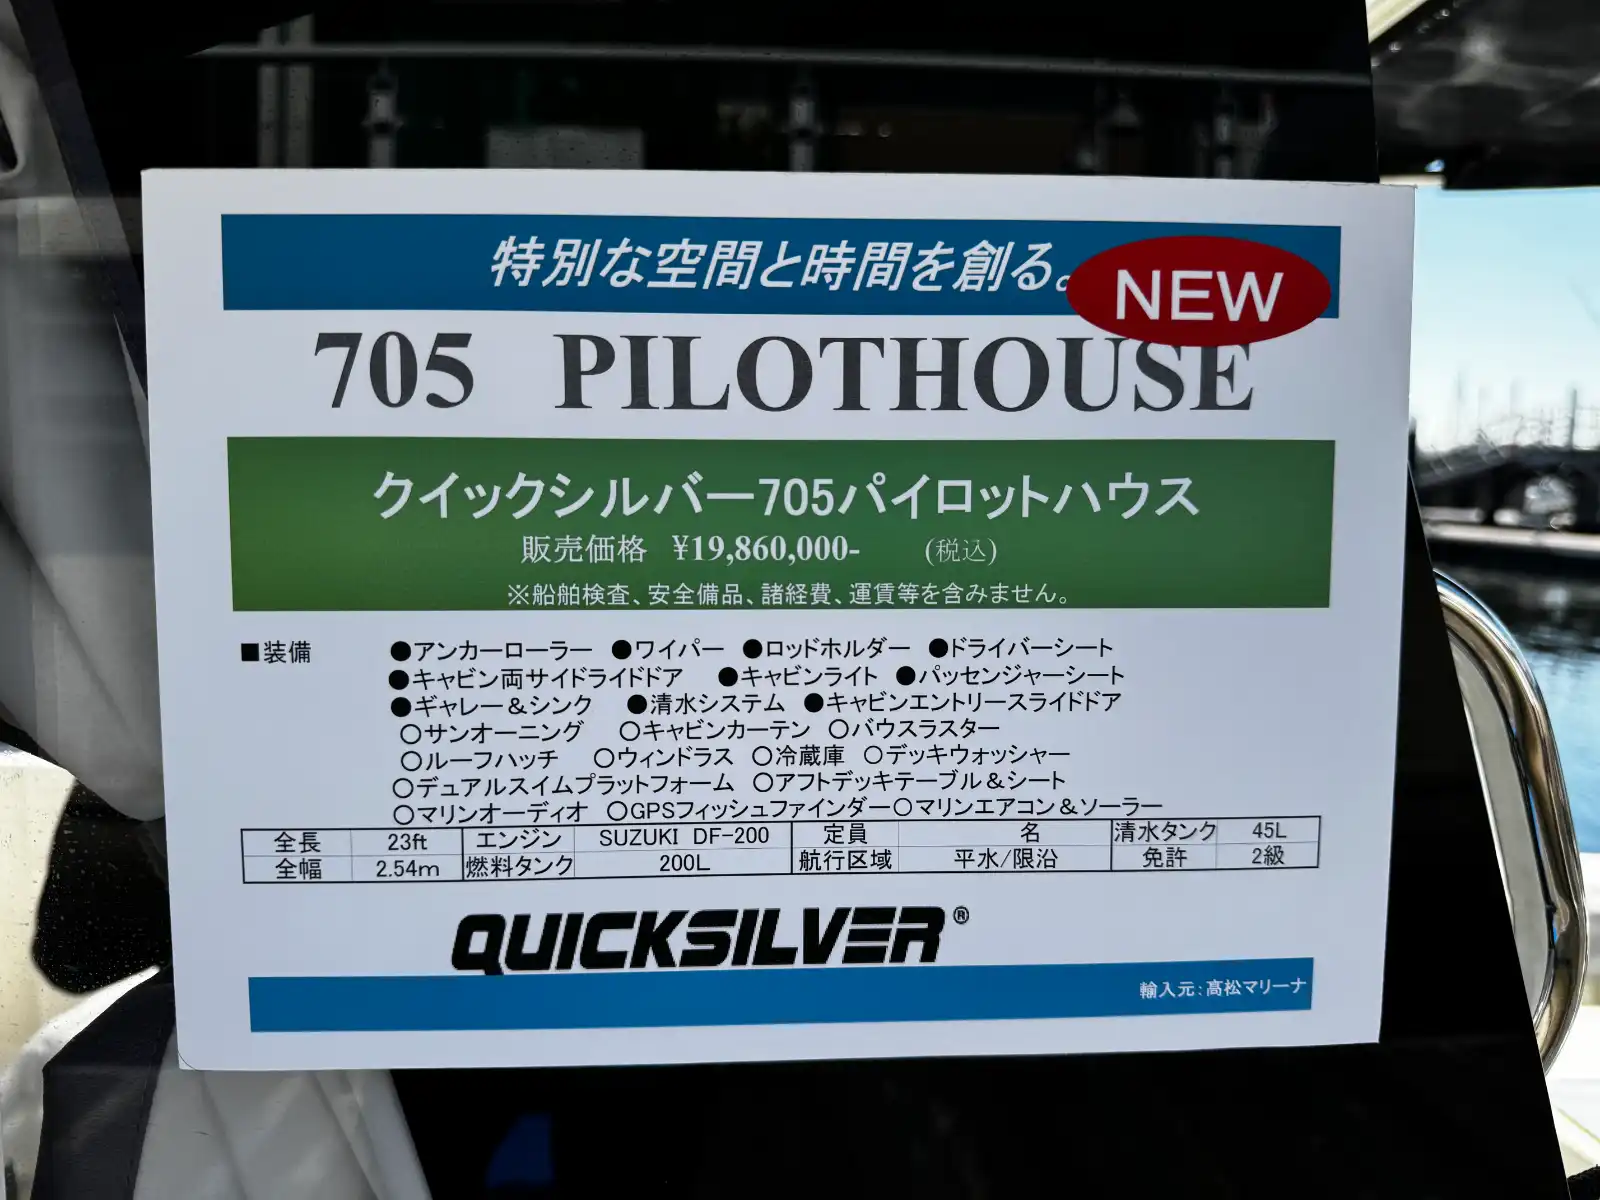 特別な空間と時間を創る。
NEW
705 PILOTHOUSE
クイックシルバー705パイロットハウス
販売価格 ¥19,860,000- (税込)
※船舶検査、安全備品、諸経費、運賃等を含みません。
■装備 ●アンカーローラー ●ワイパー ●ロッドホルダー ●ドライバーシート
●キャビン両サイドライドドア ●キャビンライト ●パッセンジャーシート
●ギャレー＆シンク ●清水システム ●キャビンエントリースライドドア
○サンオーニング ○キャビンカーテン ○バウスラスター
○ルーフハッチ ○ウィンドラス ○冷蔵庫 ○デッキウォッシャー
○デュアルスイムプラットフォーム ○アフトデッキテーブル＆シート
○マリンオーディオ ○GPSフィッシュファインダー○マリンエアコン＆ソーラー
全長 23ft エンジン SUZUKI DF-200 定員 名 清水タンク 45L
全幅 2.54m 燃料タンク 200L 航行区域 平水/限沿 免許 2級
QUICKSILVER®
輸入元：高松マリーナ